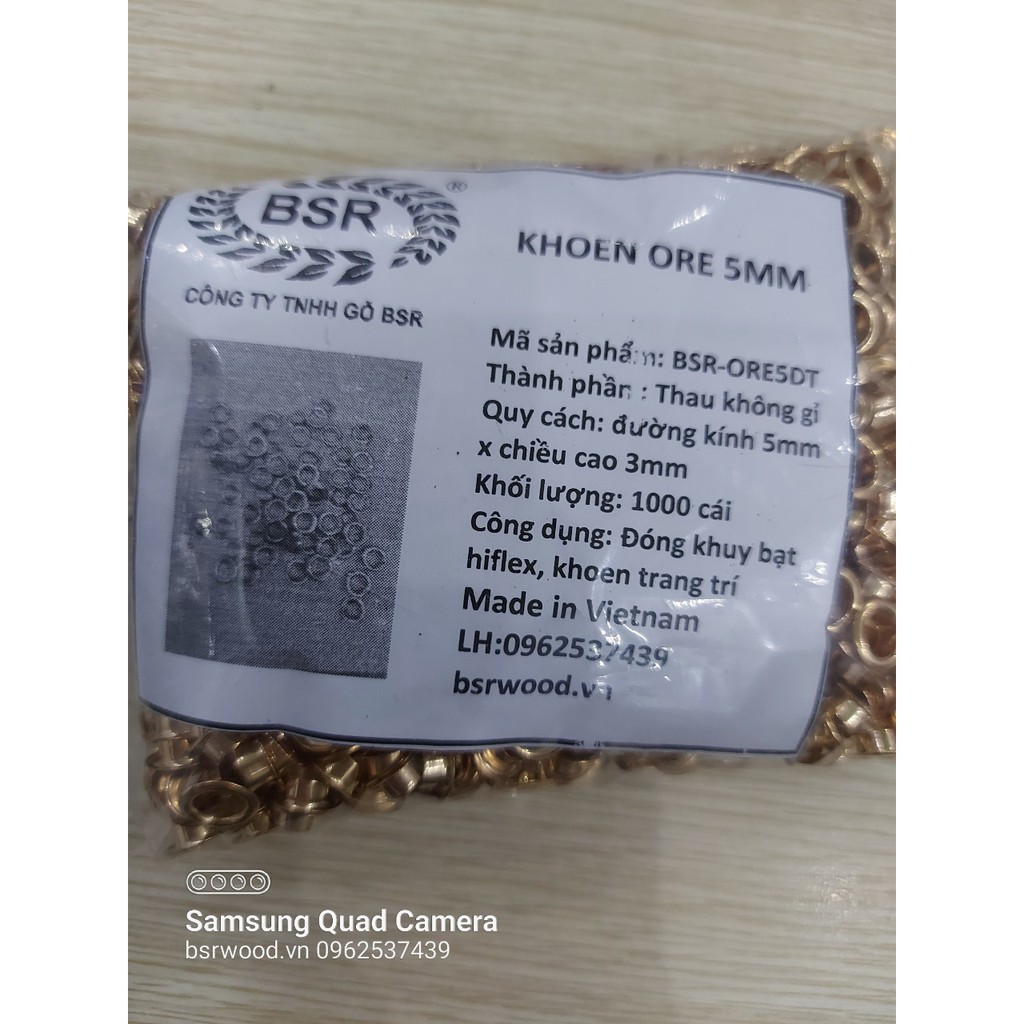 BSR
®
CÔNG TY TNHH GỖ BSR
KHOEN ORE 5MM
Mã sản phẩm: BSR-ORE5DT
Thành phần : Thau không gỉ
Quy cách: đường kính 5mm
x chiều cao 3mm
Khối lượng: 1000 cái
Công dụng: Đóng khuy bạt
hiflex, khoen trang trí
Made in Vietnam
LH:0962537439
bsrwood.vn
Samsung Quad Camera
bsrwood.vn 0962537439